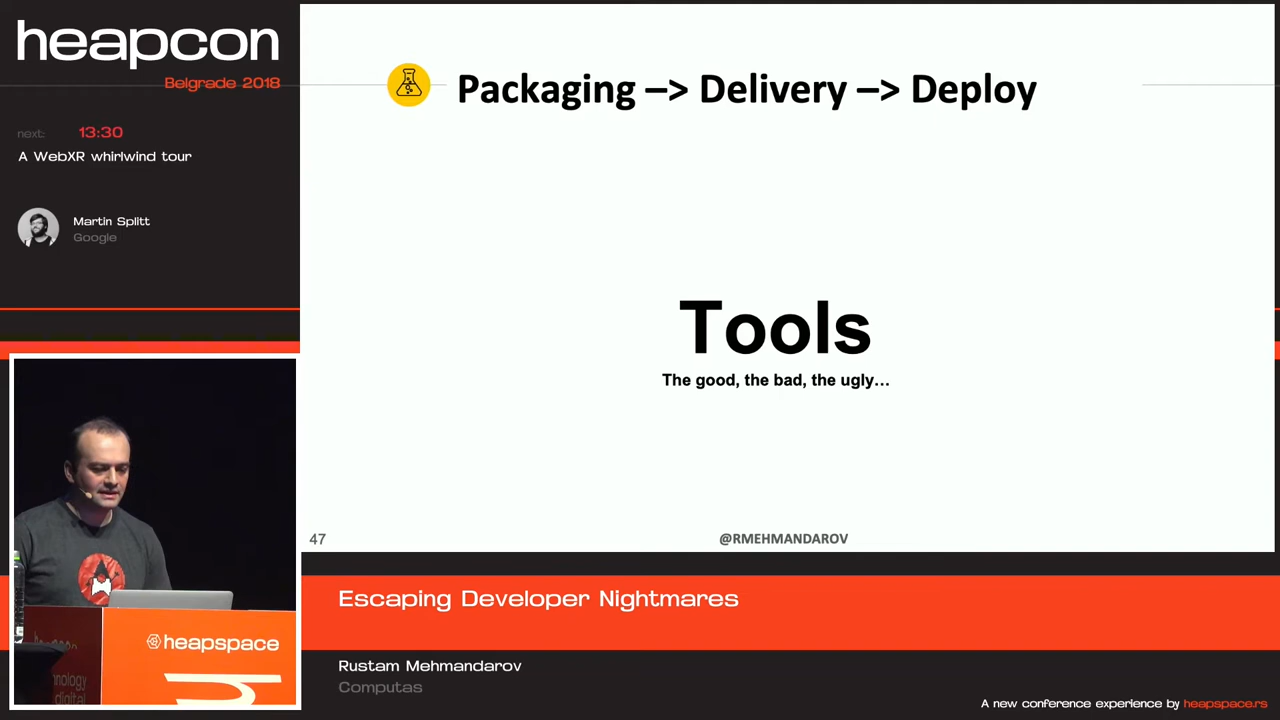 heapcon
Belgrade 2018
next: 13:30
A WebXR whirlwind tour
Martin Splitt
Google
Packaging –> Delivery –> Deploy
Tools
The good, the bad, the ugly...
47
@RMEHMANDAROV
heapspace
Escaping Developer Nightmares
Rustam Mehmandarov
Computas
A new conference experience by heapspace.rs